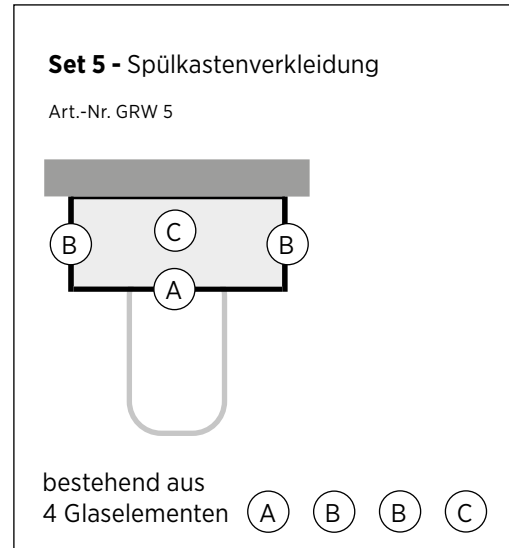 Set 5 - Spülkastenverkleidung
Art.-Nr. GRW 5
B C B
A
bestehend aus
4 Glaselementen A B B C